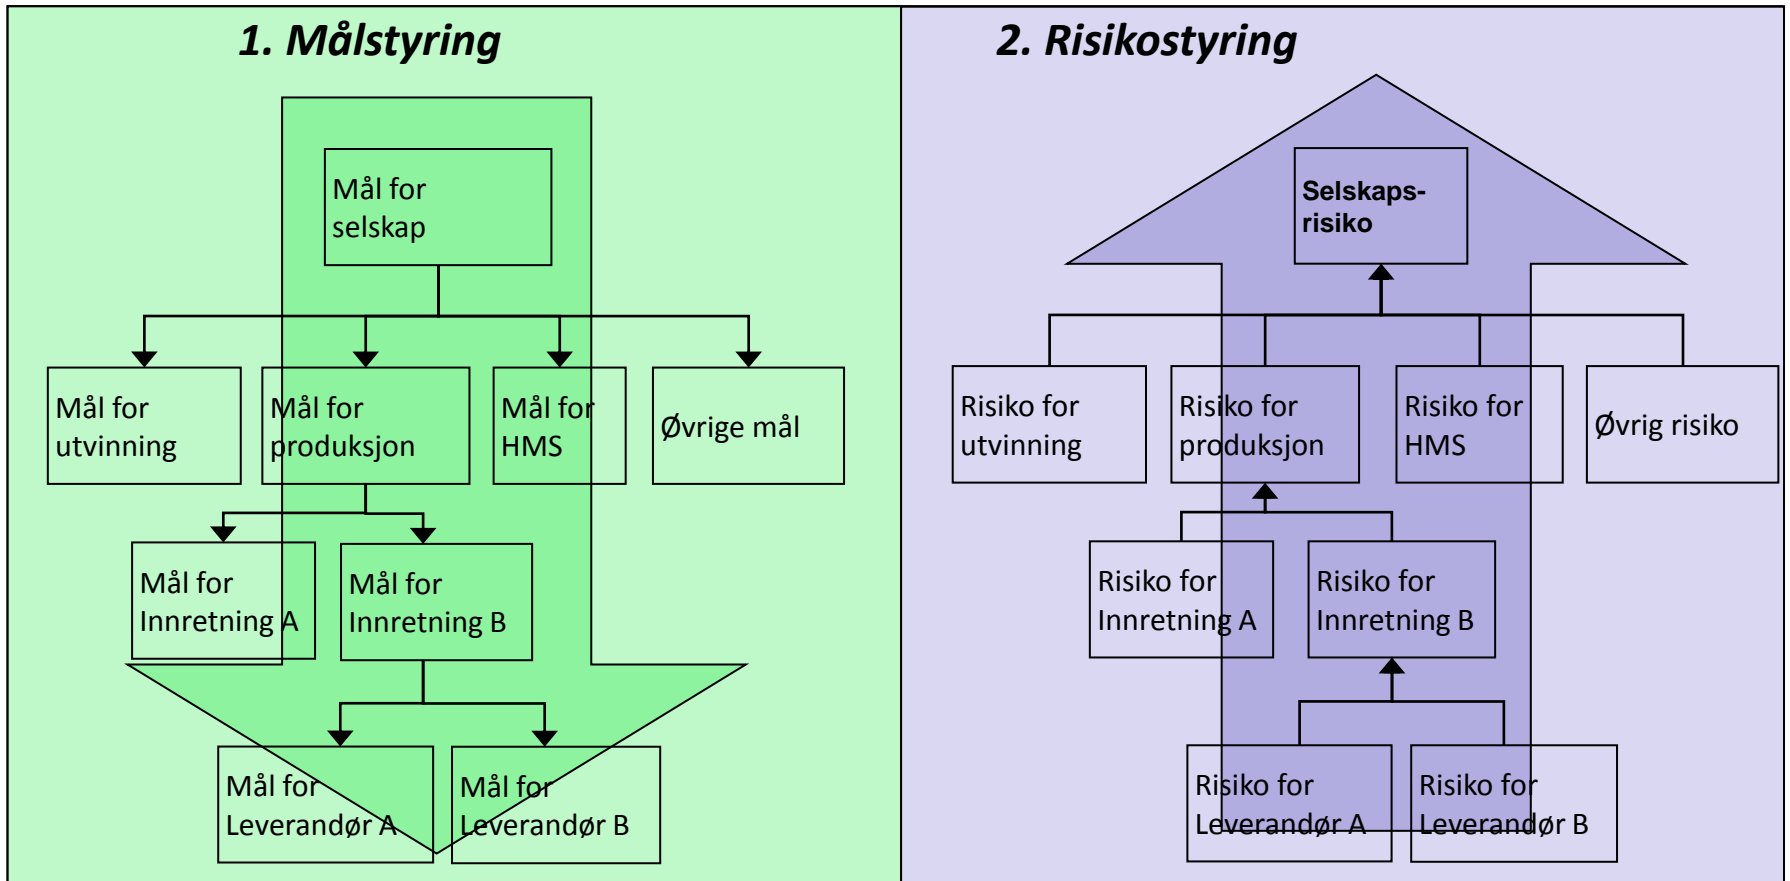 1. Målstyring
Mål for
selskap
Mål for
utvinning
Mål for
produksjon
Mål for
HMS
Øvrige mål
Mål for
Innretning A
Mål for
Innretning B
Mål for
Leverandør A
Mål for
Leverandør B
2. Risikostyring
Selskaps-
risiko
Risiko for
utvinning
Risiko for
produksjon
Risiko for
HMS
Øvrig risiko
Risiko for
Innretning A
Risiko for
Innretning B
Risiko for
Leverandør A
Risiko for
Leverandør B